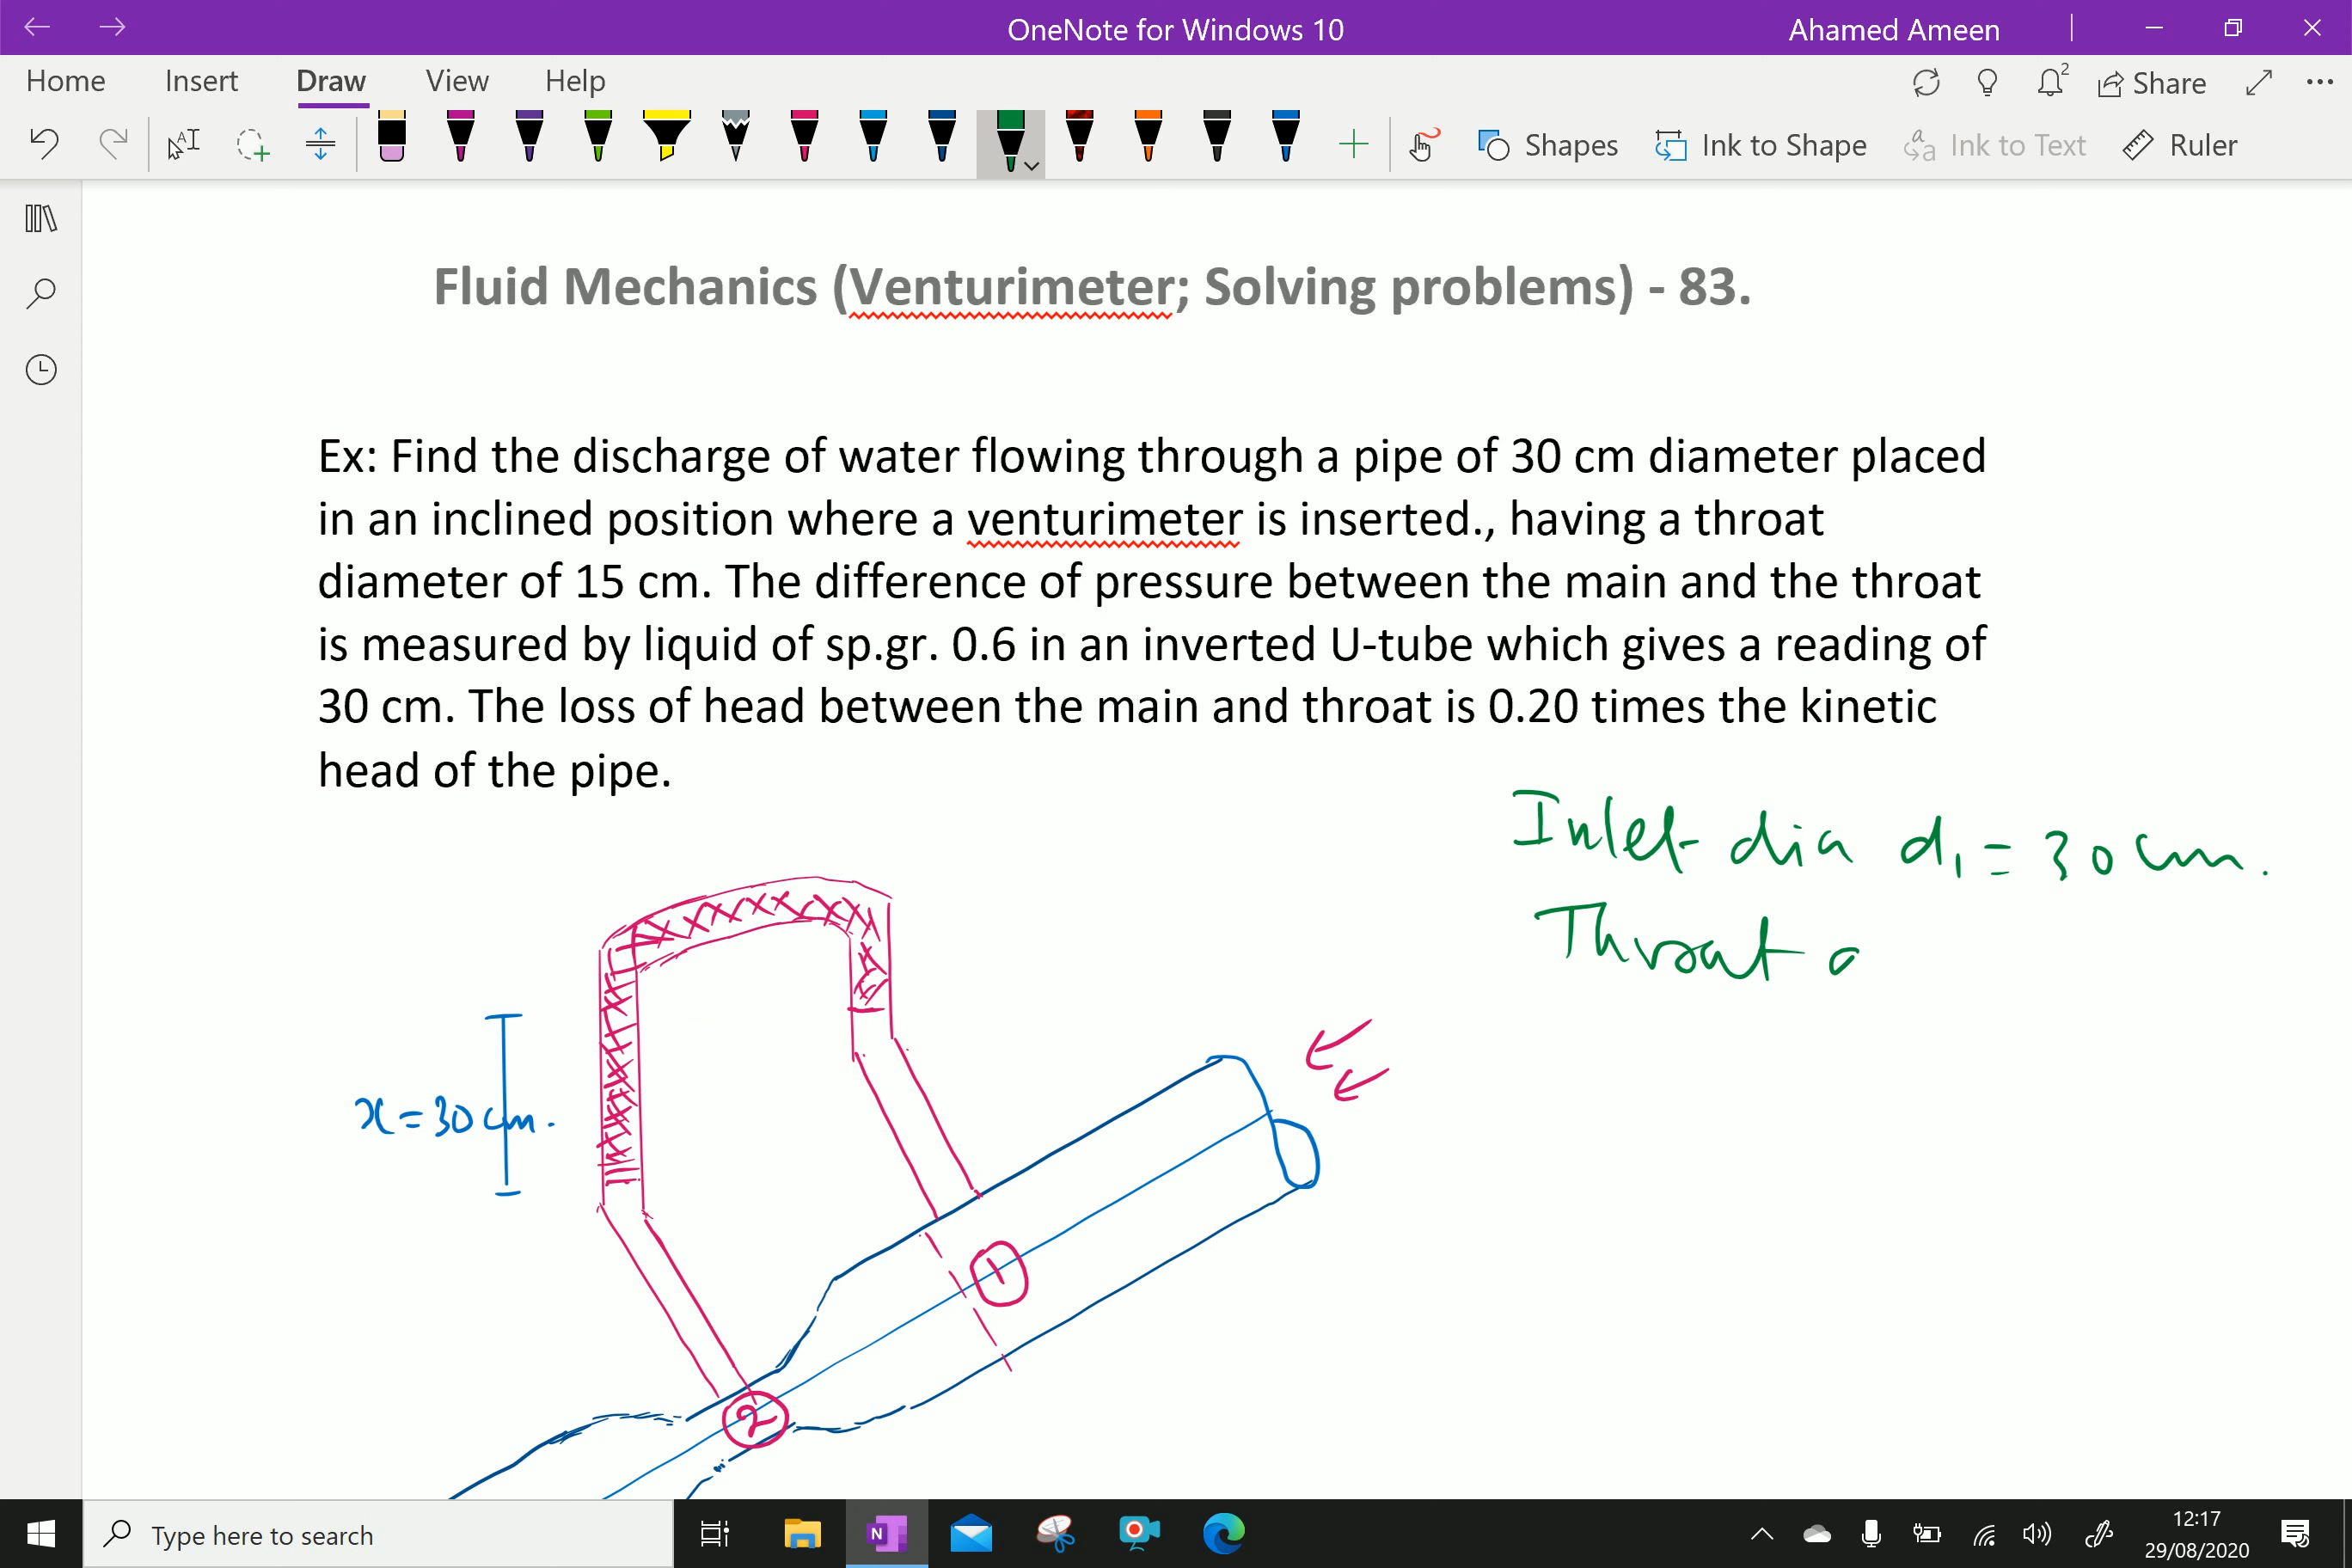 OneNote for Windows 10
Ahamed Ameen
Home Insert Draw View Help
2 Share
Shapes Ink to Shape Ink to Text Ruler
Fluid Mechanics (Venturimeter; Solving problems) - 83.
Ex: Find the discharge of water flowing through a pipe of 30 cm diameter placed
in an inclined position where a venturimeter is inserted., having a throat
diameter of 15 cm. The difference of pressure between the main and the throat
is measured by liquid of sp.gr. 0.6 in an inverted U-tube which gives a reading of
30 cm. The loss of head between the main and throat is 0.20 times the kinetic
head of the pipe.
Inlet dia d₁ = 30 cm.
Throat
x = 30 cm.
1
2
Type here to search
12:17
29/08/2020